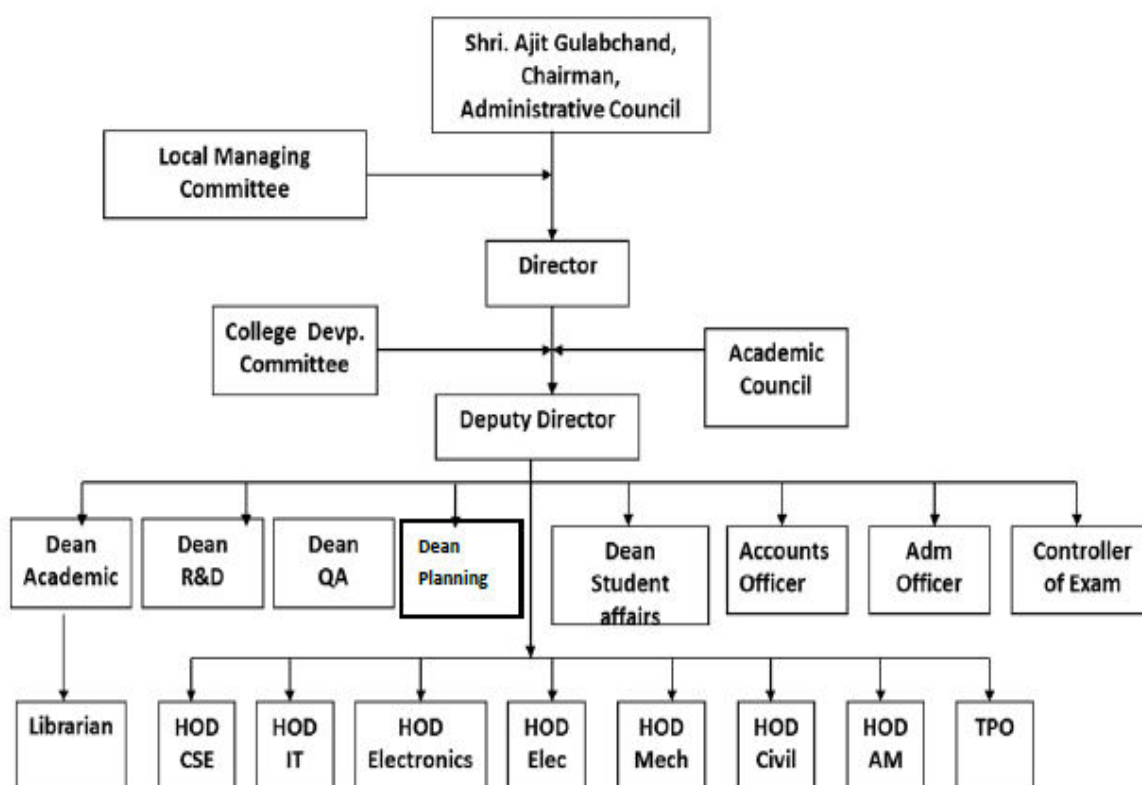 Shri. Ajit Gulabchand,
Chairman,
Administrative Council
Local Managing
Committee
Director
College Devp.
Committee
Academic
Council
Deputy Director
Dean
Academic
Dean
R&D
Dean
QA
Dean
Planning
Dean
Student
affairs
Accounts
Officer
Adm
Officer
Controller
of Exam
Librarian
HOD
CSE
HOD
IT
HOD
Electronics
HOD
Elec
HOD
Mech
HOD
Civil
HOD
AM
TPO